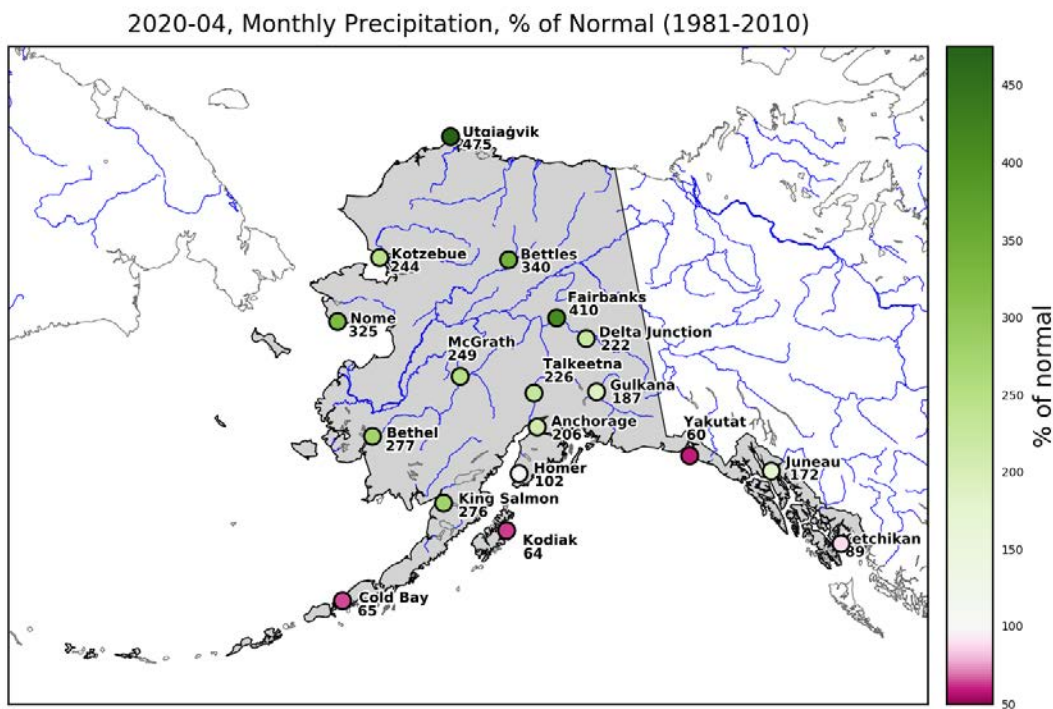 2020-04, Monthly Precipitation, % of Normal (1981-2010)
Utqiaġvik
475
Kotzebue
244
Bettles
340
Nome
325
Fairbanks
410
Delta Junction
222
McGrath
249
Talkeetna
226
Gulkana
187
Bethel
277
Anchorage
206
Yakutat
60
Homer
102
Juneau
172
King Salmon
276
Kodiak
64
etchikan
89
Cold Bay
65
450
400
350
300
250
200
150
100
50
% of normal